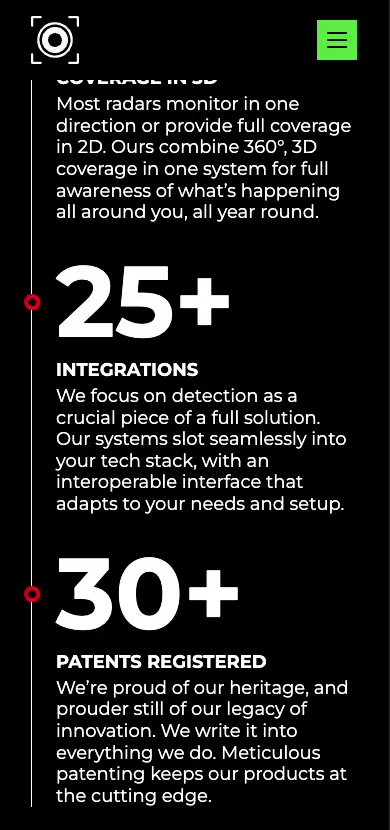 COVERAGE IN 3D
Most radars monitor in one
direction or provide full coverage
in 2D. Ours combine 360°, 3D
coverage in one system for full
awareness of what’s happening
all around you, all year round.
25+
INTEGRATIONS
We focus on detection as a
crucial piece of a full solution.
Our systems slot seamlessly into
your tech stack, with an
interoperable interface that
adapts to your needs and setup.
30+
PATENTS REGISTERED
We’re proud of our heritage, and
prouder still of our legacy of
innovation. We write it into
everything we do. Meticulous
patenting keeps our products at
the cutting edge.